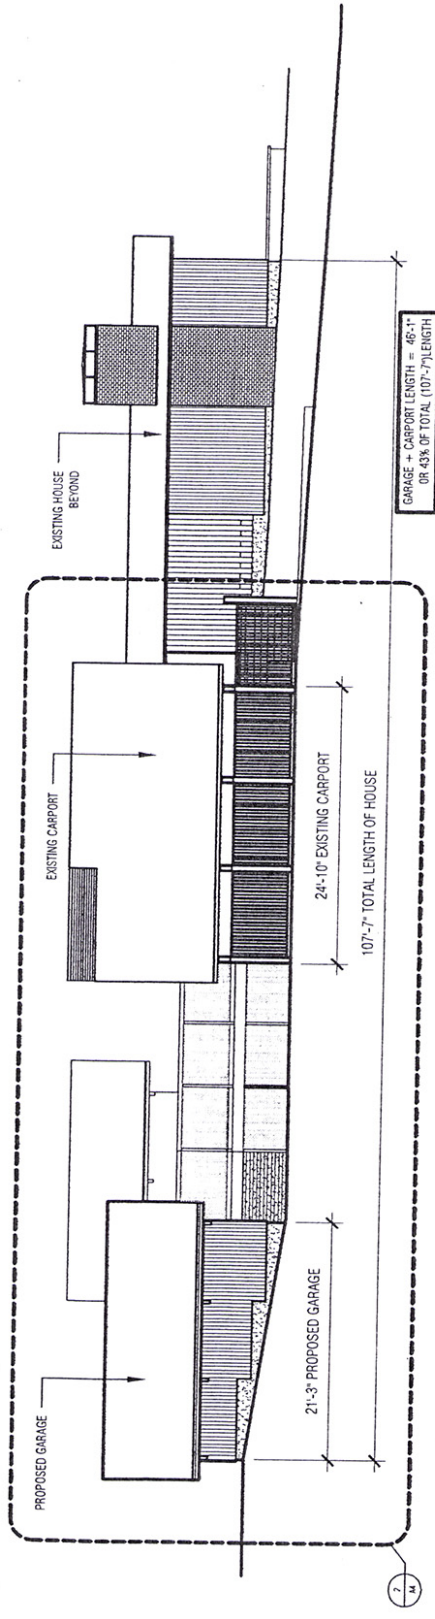 PROPOSED GARAGE
EXISTING CARPORT
EXISTING HOUSE
BEYOND
21'-3" PROPOSED GARAGE
24'-10" EXISTING CARPORT
107'-7" TOTAL LENGTH OF HOUSE
GARAGE + CARPORT LENGTH = 46'-1"
OR 43% OF TOTAL (107'-7")LENGTH